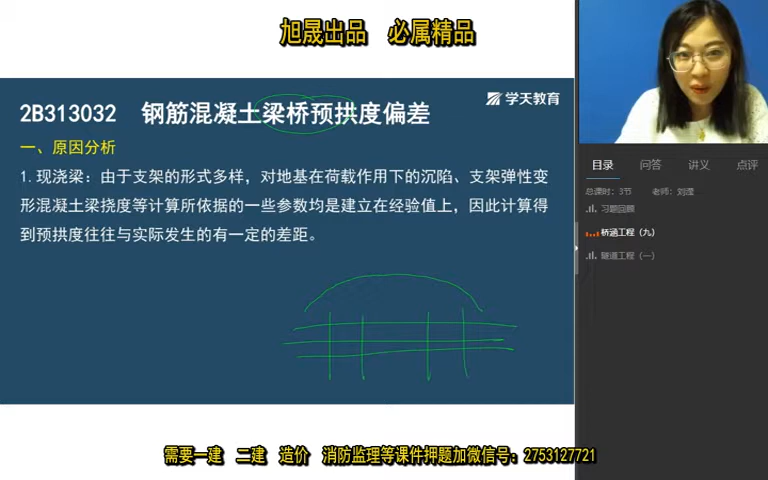 旭晟出品 必属精品
学天教育
2B313032 钢筋混凝土梁桥预拱度偏差
一、原因分析
1.现浇梁：由于支架的形式多样，对地基在荷载作用下的沉陷、支架弹性变
形混凝土梁挠度等计算所依据的一些参数均是建立在经验值上，因此计算得
到预拱度往往与实际发生的有一定的差距。
目录 问答 讲义 点评
总课时：3节 老师：刘滢
习题回顾
桥涵工程（九）
隧道工程（一）
需要一建 二建 造价 消防监理等课件押题加微信号：2753127721